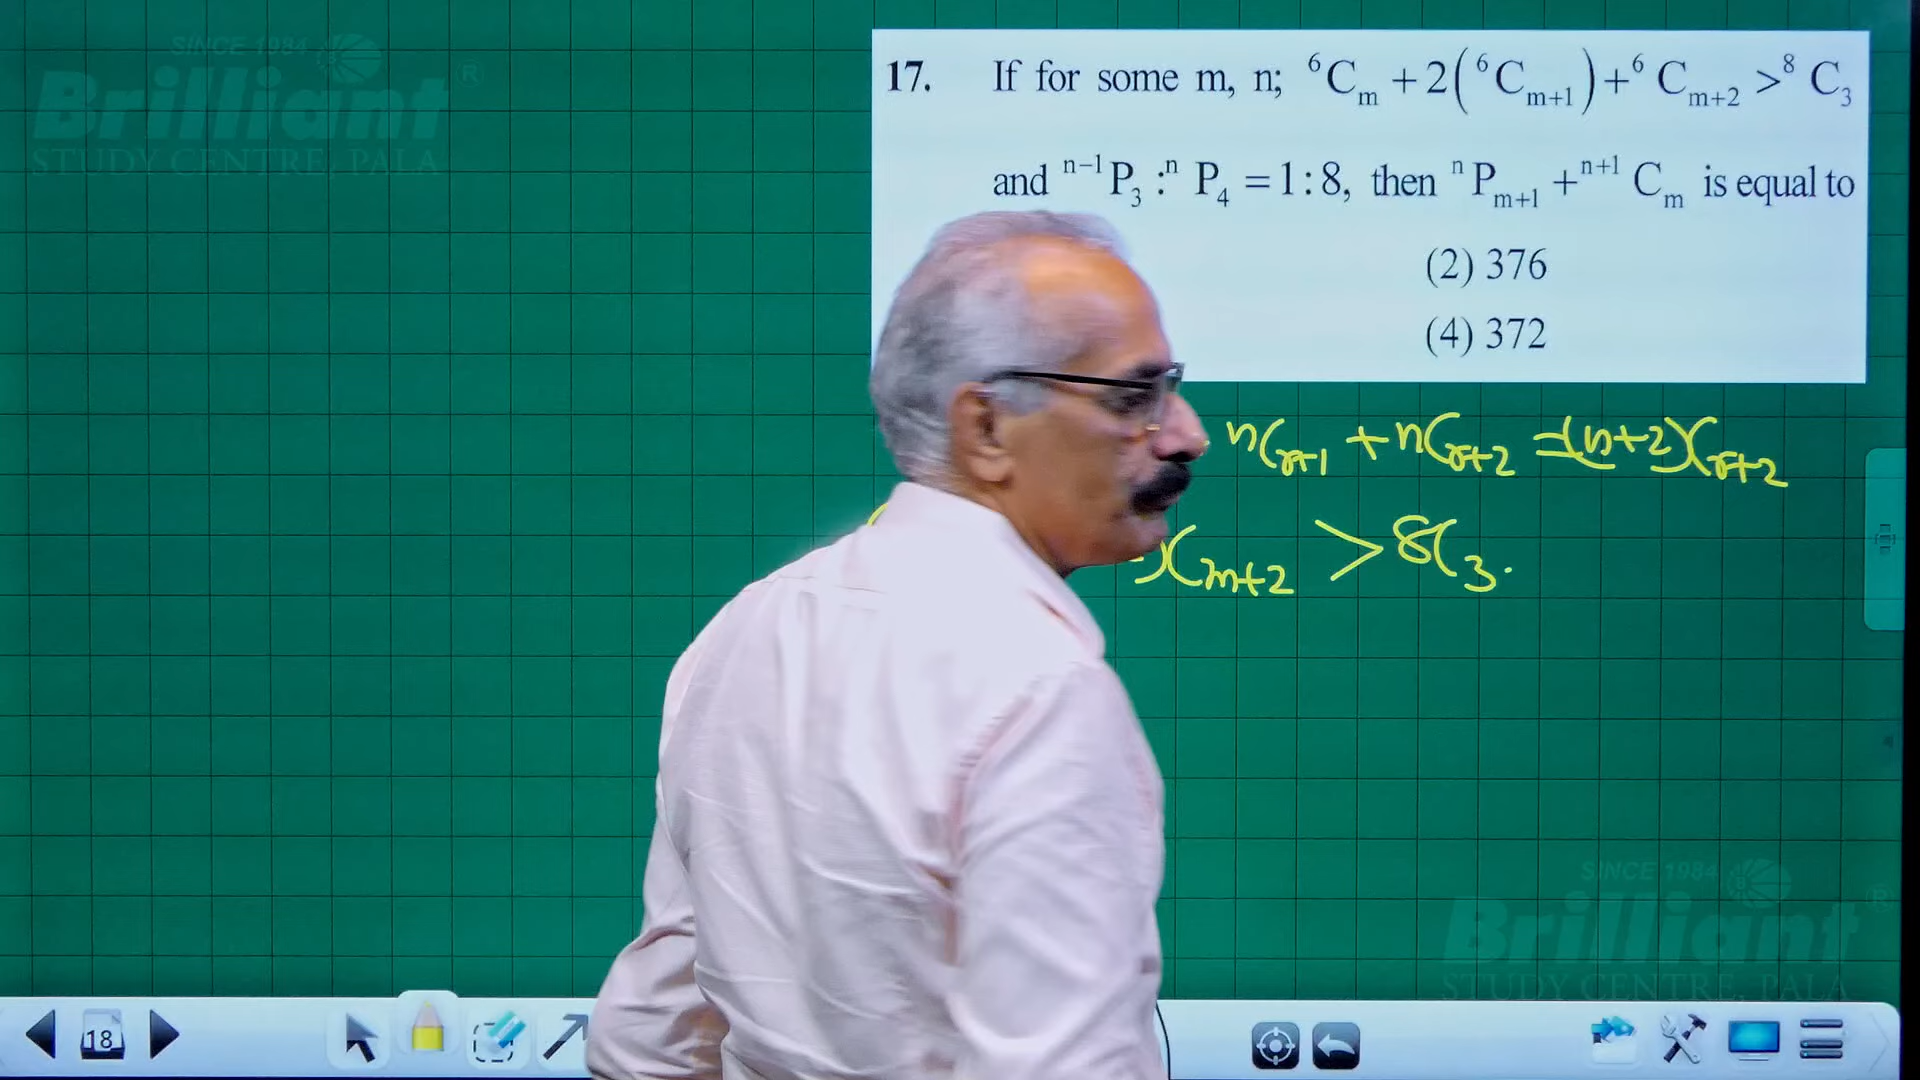 SINCE 1984
Brilliant ®
STUDY CENTRE, PALA
17. If for some m, n; ⁶Cₘ + 2(⁶Cₘ₊₁) + ⁶Cₘ₊₂ > ⁸C₃
and ⁿ⁻¹P₃ : ⁿP₄ = 1 : 8, then ⁿPₘ₊₁ + ⁿ⁺¹Cₘ is equal to
(2) 376
(4) 372
nCᵣ₊₁ + nCᵣ₊₂ = (n+2)Cᵣ₊₂
)Cₘ₊₂ > 8C₃.
SINCE 1984
Brilliant ®
STUDY CENTRE, PALA
18